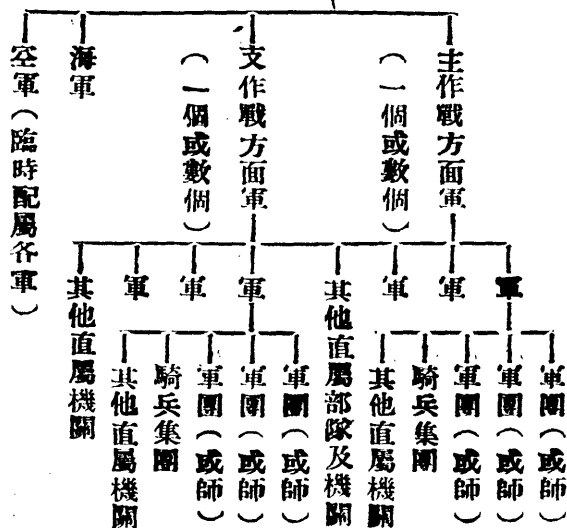 主作戰方面軍
（一個或數個）
支作戰方面軍
（一個或數個）
海軍
空軍（臨時配屬各軍）
軍
軍
軍
其他直屬部隊及機關
軍
軍
軍
其他直屬機關
軍團（或師）
軍團（或師）
軍團（或師）
騎兵集團
其他直屬機關
軍團（或師）
軍團（或師）
軍團（或師）
騎兵集團
其他直屬機關